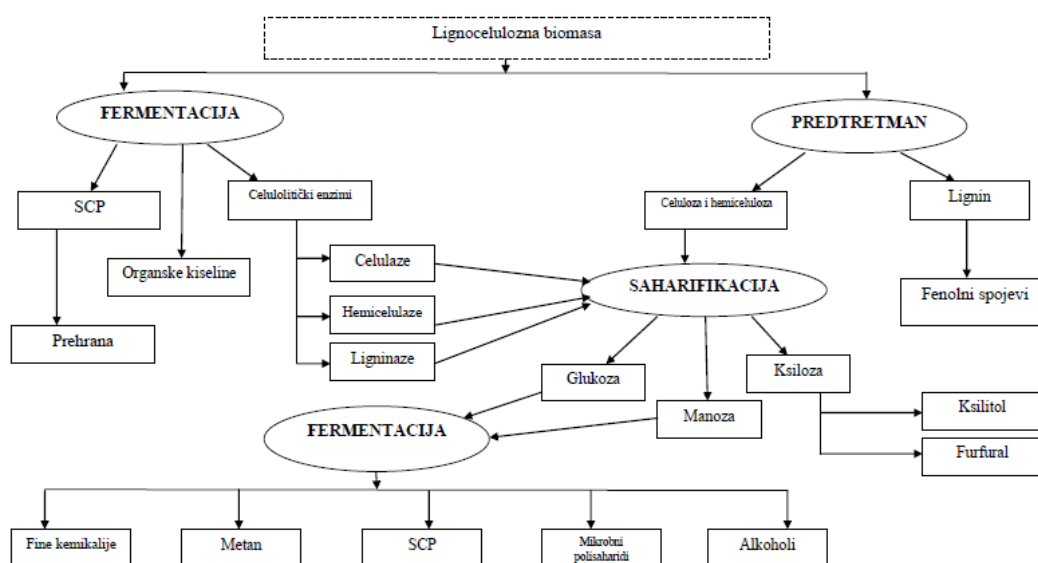 Lignocelulozna biomasa
FERMENTACIJA
PREDTRETMAN
SCP
Celulolitički enzimi
Celuloza i hemiceluloza
Lignin
Organske kiseline
Celulaze
SAHARIFIKACIJA
Fenolni spojevi
Hemicelulaze
Prehrana
Ligninaze
Glukoza
Ksiloza
Manoza
Ksilitol
FERMENTACIJA
Furfural
Fine kemikalije
Metan
SCP
Mikrobni
polisaharidi
Alkoholi